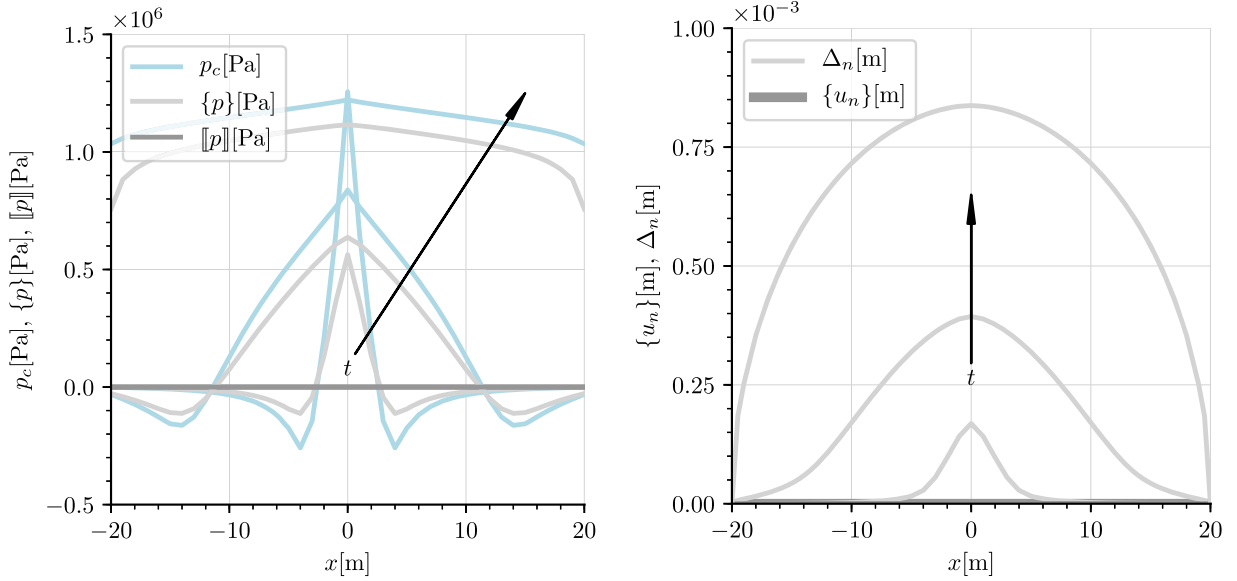 ×10⁶
1.5
1.0
0.5
0.0
−0.5
−20
−10
0
10
20
x[m]
p_c[Pa], {p}[Pa], ⟦p⟧[Pa]
p_c[Pa]
{p}[Pa]
⟦p⟧[Pa]
t
×10⁻³
1.00
0.75
0.50
0.25
0.00
−20
−10
0
10
20
x[m]
{u_n}[m], Δ_n[m]
Δ_n[m]
{u_n}[m]
t